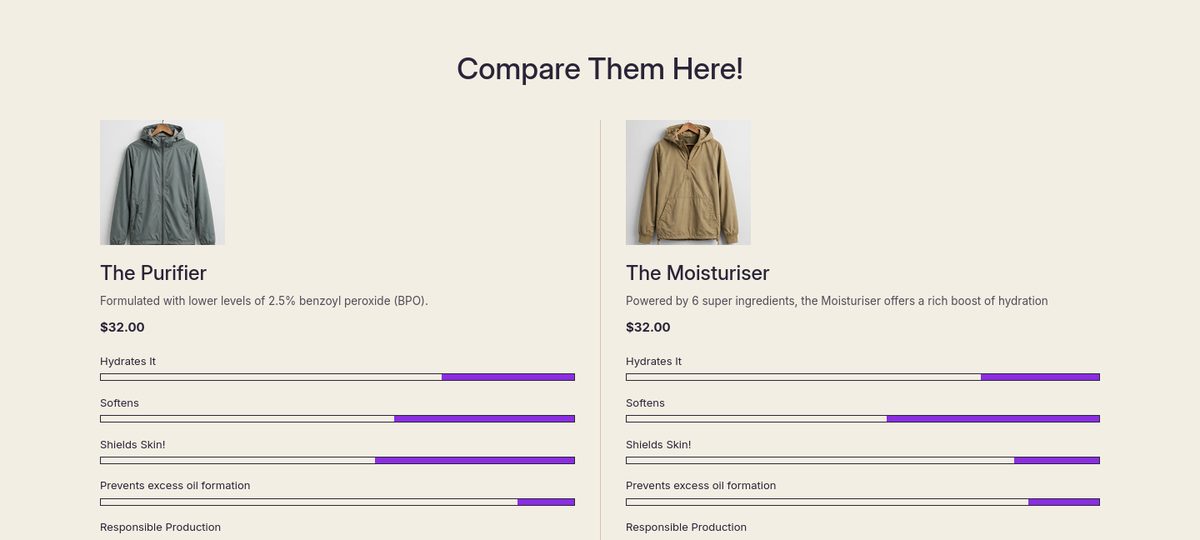 Compare Them Here!
The Purifier
Formulated with lower levels of 2.5% benzoyl peroxide (BPO).
$32.00
Hydrates It
Softens
Shields Skin!
Prevents excess oil formation
Responsible Production
The Moisturiser
Powered by 6 super ingredients, the Moisturiser offers a rich boost of hydration
$32.00
Hydrates It
Softens
Shields Skin!
Prevents excess oil formation
Responsible Production